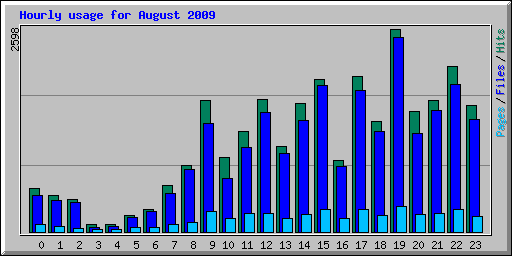 Hourly usage for August 2009
2598
Pages / Files / Hits
0 1 2 3 4 5 6 7 8 9 10 11 12 13 14 15 16 17 18 19 20 21 22 23